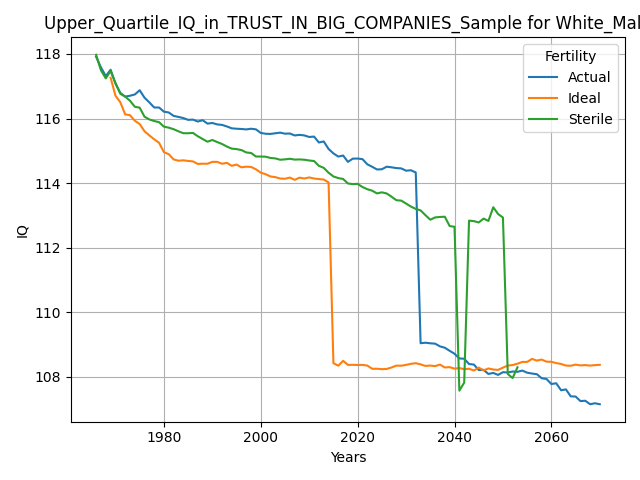 Upper_Quartile_IQ_in_TRUST_IN_BIG_COMPANIES_Sample for White_Mal
118
116
114
112
110
108
IQ
Fertility
Actual
Ideal
Sterile
1980 2000 2020 2040 2060
Years